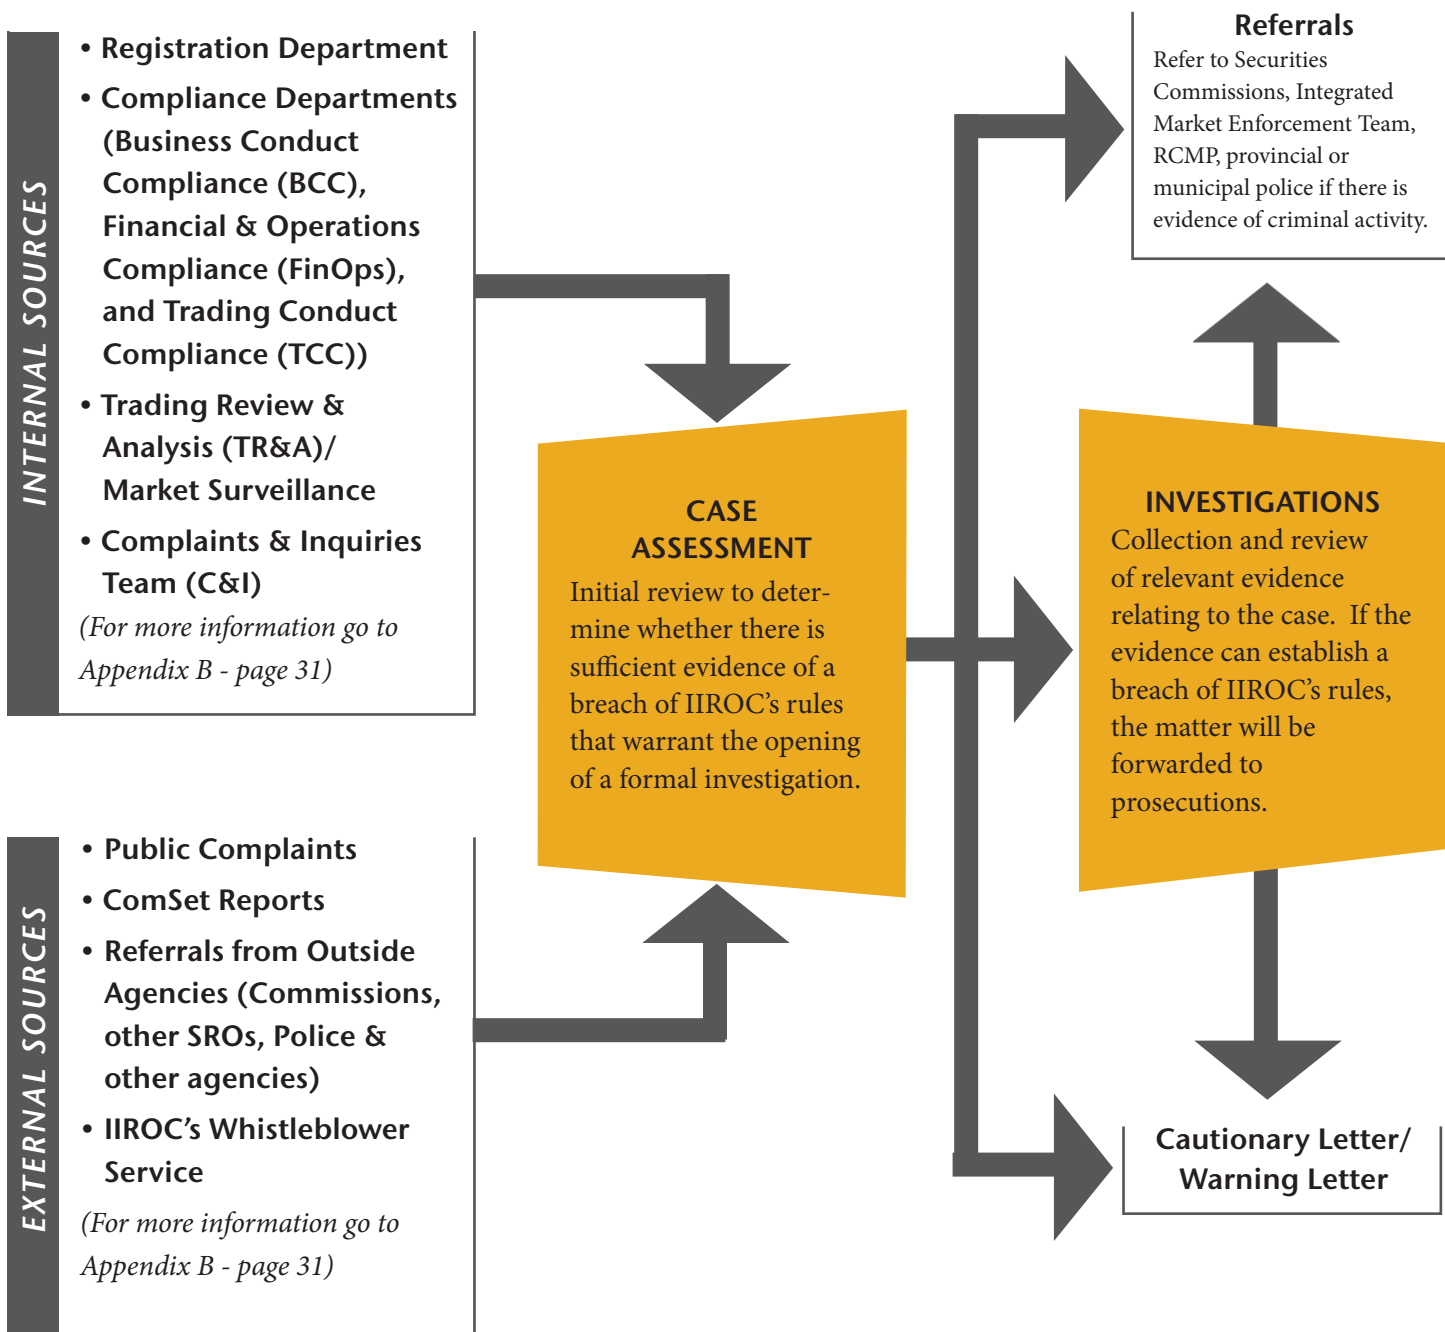 INTERNAL SOURCES
• Registration Department
• Compliance Departments
(Business Conduct
Compliance (BCC),
Financial & Operations
Compliance (FinOps),
and Trading Conduct
Compliance (TCC))
• Trading Review &
Analysis (TR&A)/
Market Surveillance
• Complaints & Inquiries
Team (C&I)
(For more information go to
Appendix B - page 31)
EXTERNAL SOURCES
• Public Complaints
• ComSet Reports
• Referrals from Outside
Agencies (Commissions,
other SROs, Police &
other agencies)
• IIROC's Whistleblower
Service
(For more information go to
Appendix B - page 31)
CASE
ASSESSMENT
Initial review to deter-
mine whether there is
sufficient evidence of a
breach of IIROC's rules
that warrant the opening
of a formal investigation.
Referrals
Refer to Securities
Commissions, Integrated
Market Enforcement Team,
RCMP, provincial or
municipal police if there is
evidence of criminal activity.
INVESTIGATIONS
Collection and review
of relevant evidence
relating to the case.  If the
evidence can establish a
breach of IIROC's rules,
the matter will be
forwarded to
prosecutions.
Cautionary Letter/
Warning Letter